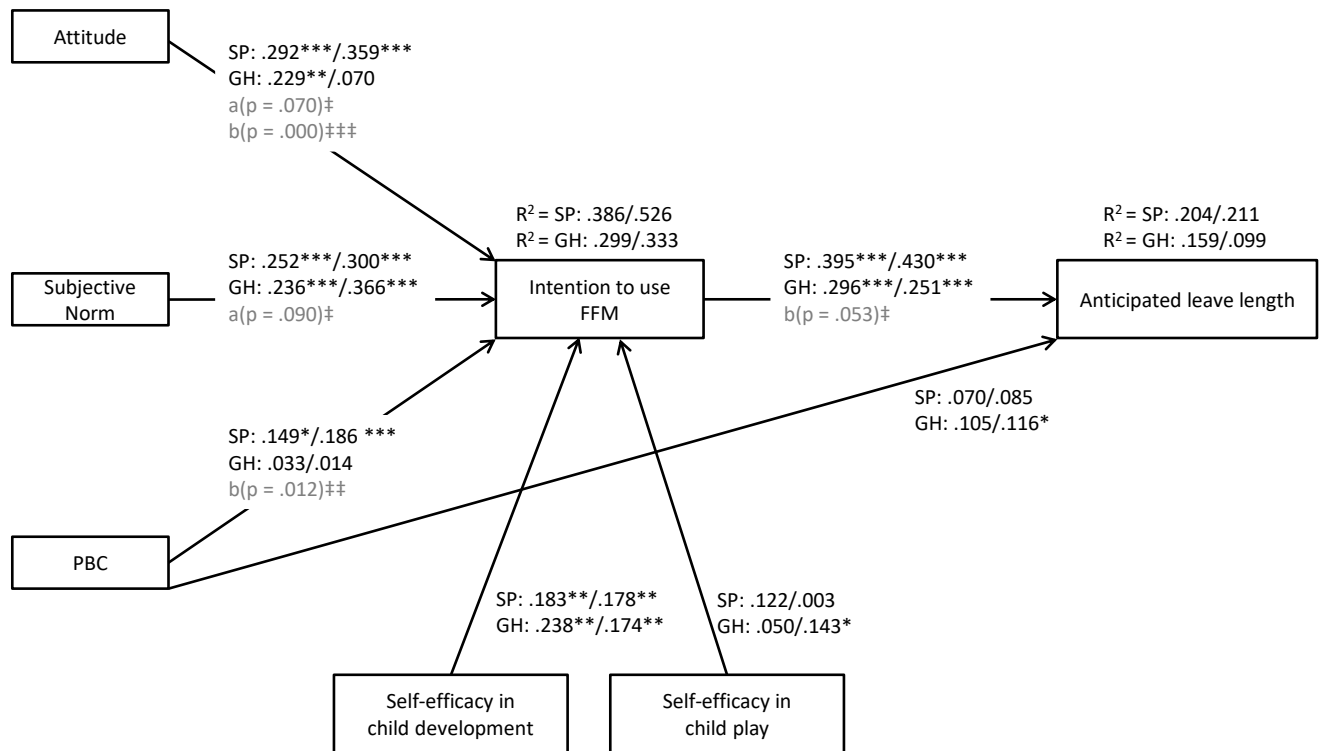 Attitude
SP: .292***/.359***
GH: .229**/.070
a(p = .070)‡
b(p = .000)‡‡‡
R² = SP: .386/.526
R² = GH: .299/.333
R² = SP: .204/.211
R² = GH: .159/.099
Subjective
Norm
SP: .252***/.300***
GH: .236***/.366***
a(p = .090)‡
Intention to use
FFM
SP: .395***/.430***
GH: .296***/.251***
b(p = .053)‡
Anticipated leave length
SP: .070/.085
GH: .105/.116*
SP: .149*/.186 ***
GH: .033/.014
b(p = .012)‡‡
PBC
SP: .183**/.178**
GH: .238**/.174**
SP: .122/.003
GH: .050/.143*
Self-efficacy in
child development
Self-efficacy in
child play